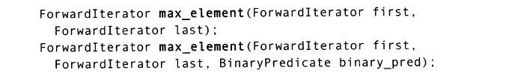 ForwardIterator max_element(ForwardIterator first,
ForwardIterator last);
ForwardIterator max_element(ForwardIterator first,
ForwardIterator last, BinaryPredicate binary_pred);